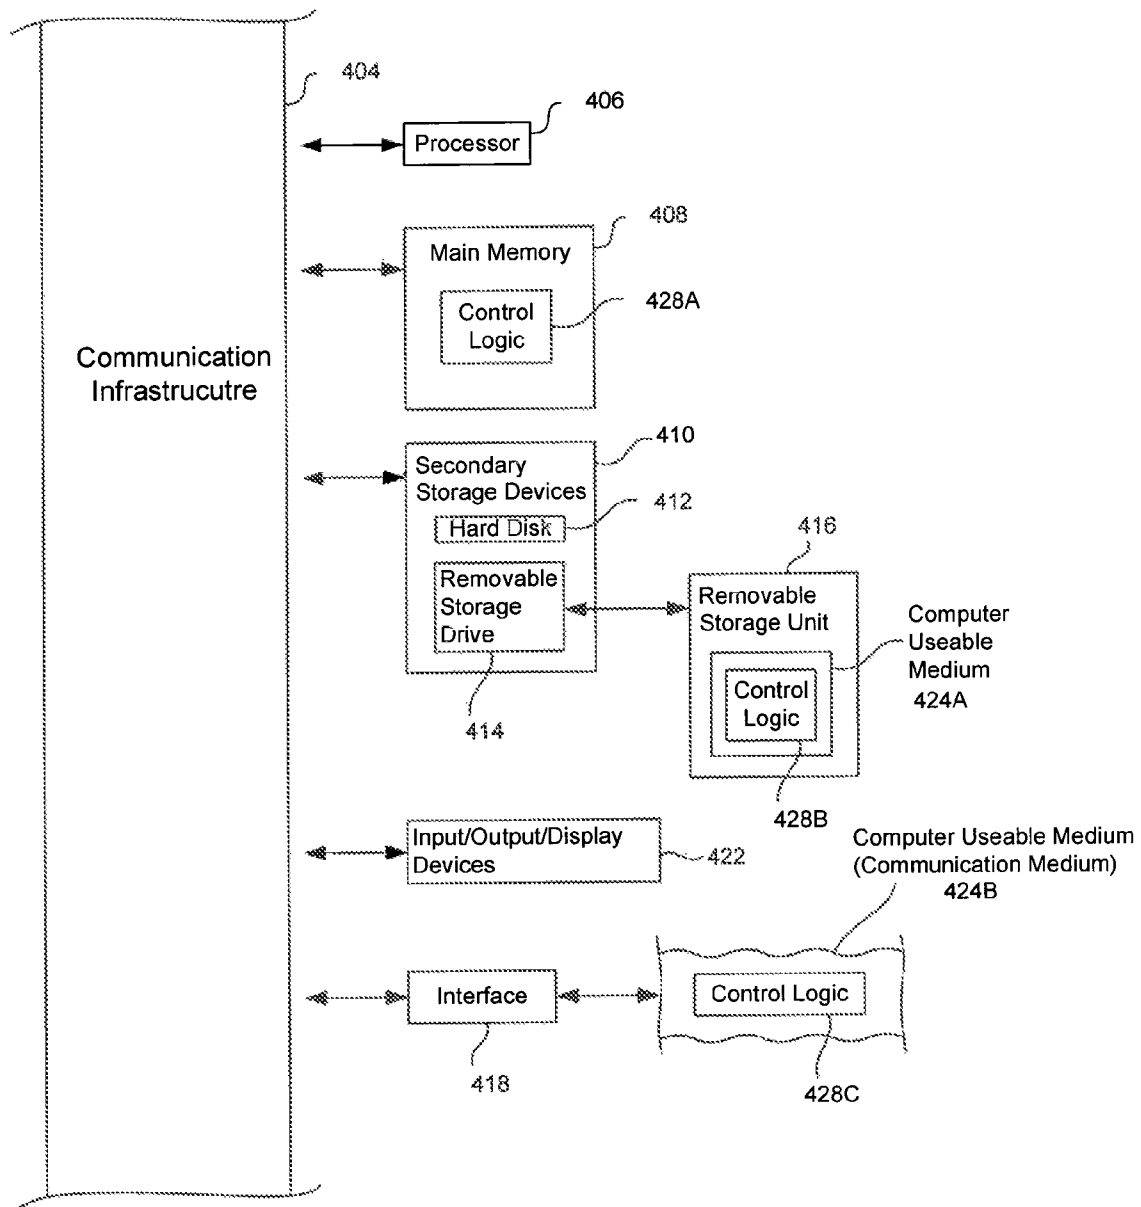 404
406
Processor
408
Main Memory
428A
Control
Logic
Communication
Infrastrucutre
410
Secondary
Storage Devices
412
Hard Disk
416
Removable
Storage
Drive
Removable
Storage Unit
Computer
Useable
Medium
424A
Control
Logic
414
428B
Input/Output/Display
Devices
422
Computer Useable Medium
(Communication Medium)
424B
Interface
Control Logic
418
428C